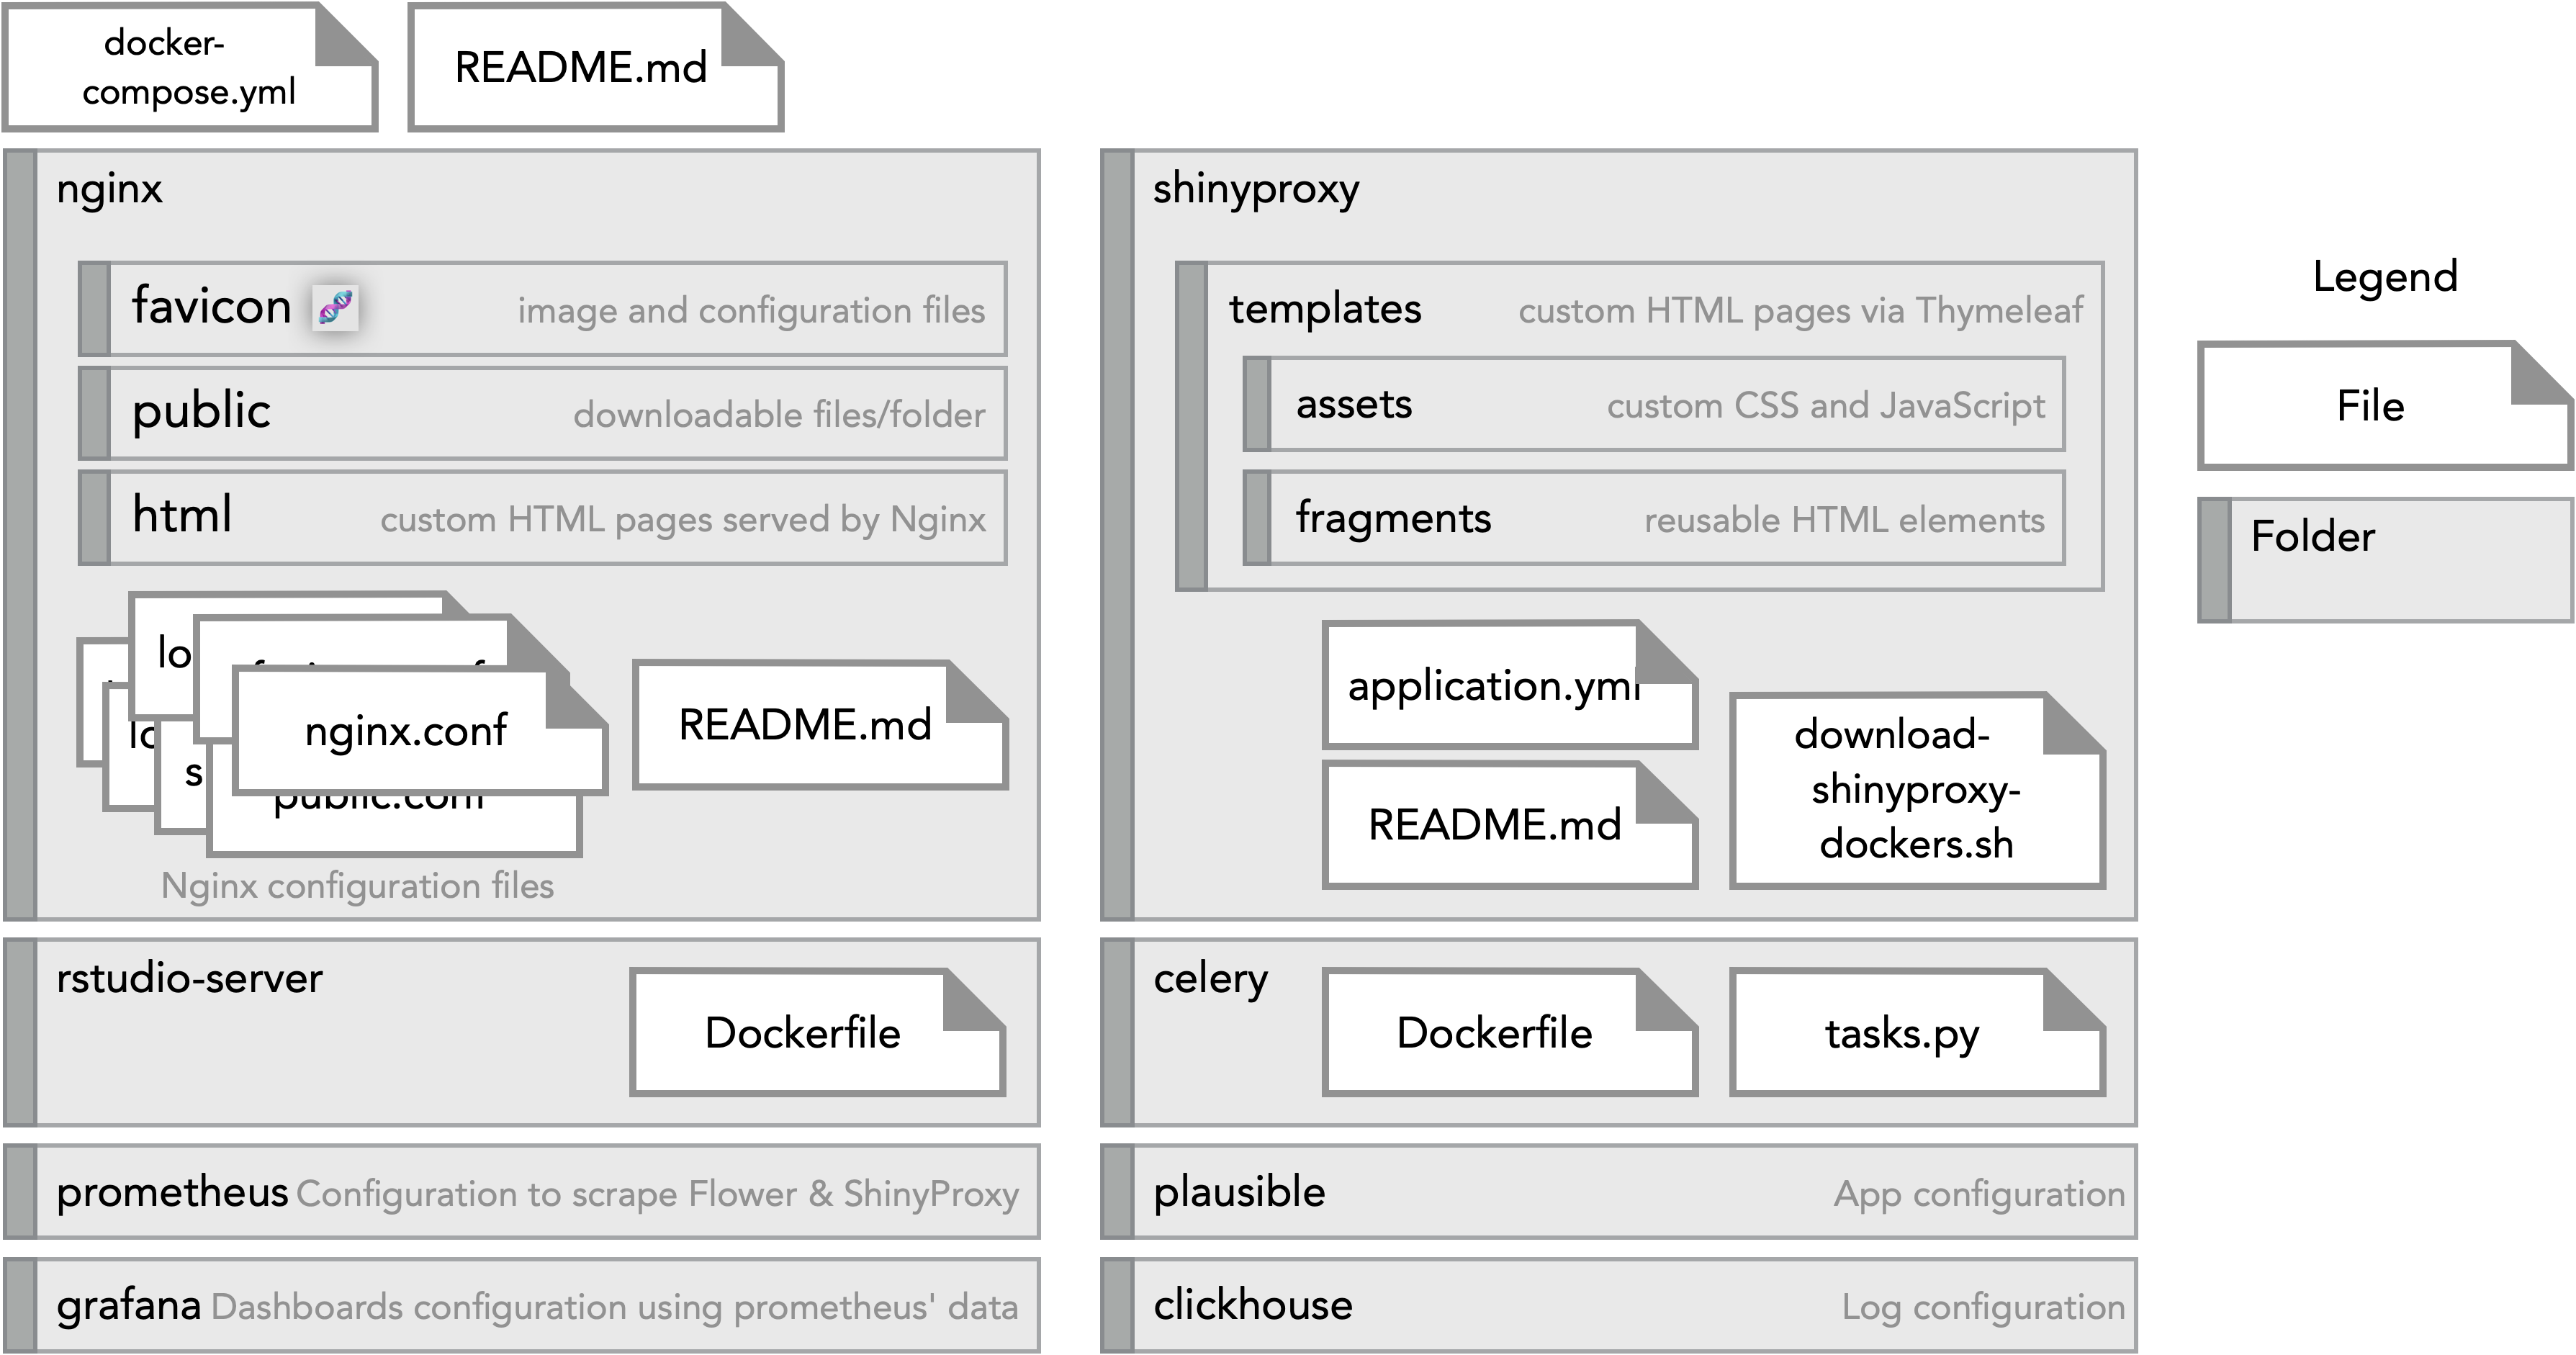 docker-
compose.yml
README.md
nginx
favicon
image and configuration files
public
downloadable files/folder
html
custom HTML pages served by Nginx
nginx.conf
public.conf
README.md
Nginx configuration files
shinyproxy
templates
custom HTML pages via Thymeleaf
assets
custom CSS and JavaScript
fragments
reusable HTML elements
application.yml
README.md
download-
shinyproxy-
dockers.sh
Legend
File
Folder
rstudio-server
Dockerfile
celery
Dockerfile
tasks.py
prometheus
Configuration to scrape Flower & ShinyProxy
plausible
App configuration
grafana
Dashboards configuration using prometheus' data
clickhouse
Log configuration